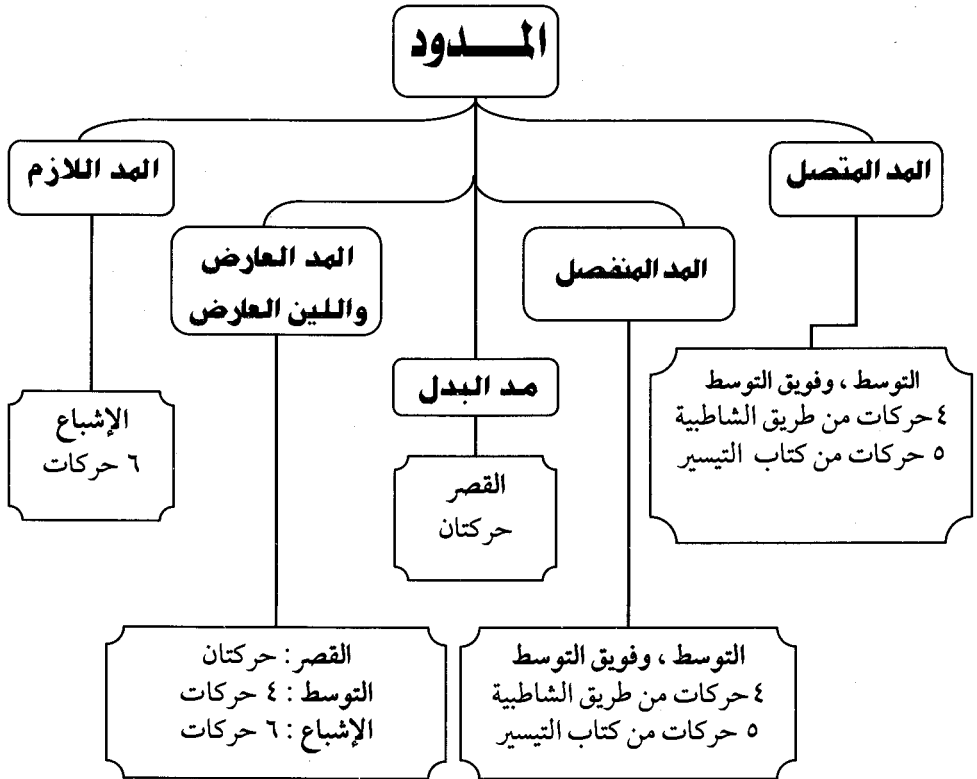 المدود
المد المتصل
التوسط ، وفويق التوسط
٤ حركات من طريق الشاطبية
٥ حركات من كتاب التيسير
المد المنفصل
التوسط ، وفويق التوسط
٤ حركات من طريق الشاطبية
٥ حركات من كتاب التيسير
مد البدل
القصر
حركتان
المد العارض
واللين العارض
القصر : حركتان
التوسط : ٤ حركات
الإشباع : ٦ حركات
المد اللازم
الإشباع
٦ حركات